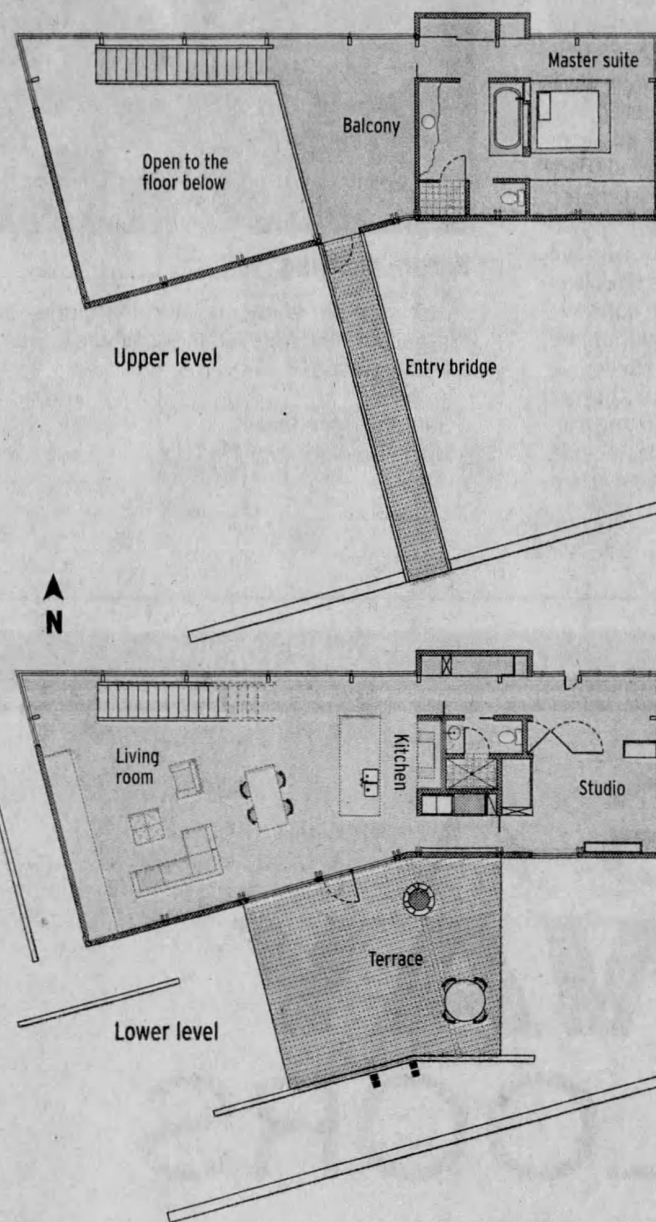 Master suite
Balcony
Open to the
floor below
Upper level
Entry bridge
N
Living
room
Kitchen
Studio
Terrace
Lower level